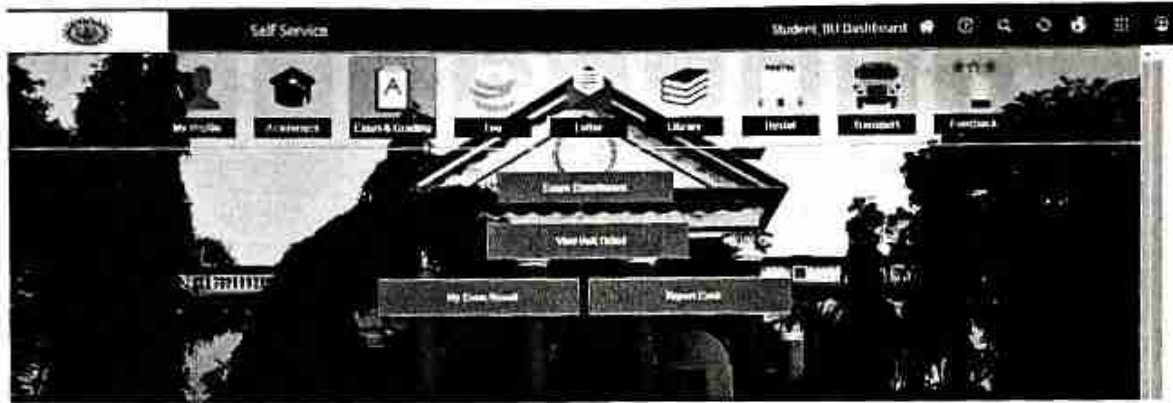 Self Service
Student_BU Dashboard
My Profile
Academics
Exam & Grading
A
Fee
Letter
Library
HOSTEL
Hostel
Transport
Feedback
Exam Enrollment
View Hall Ticket
My Exam Result
Report Card